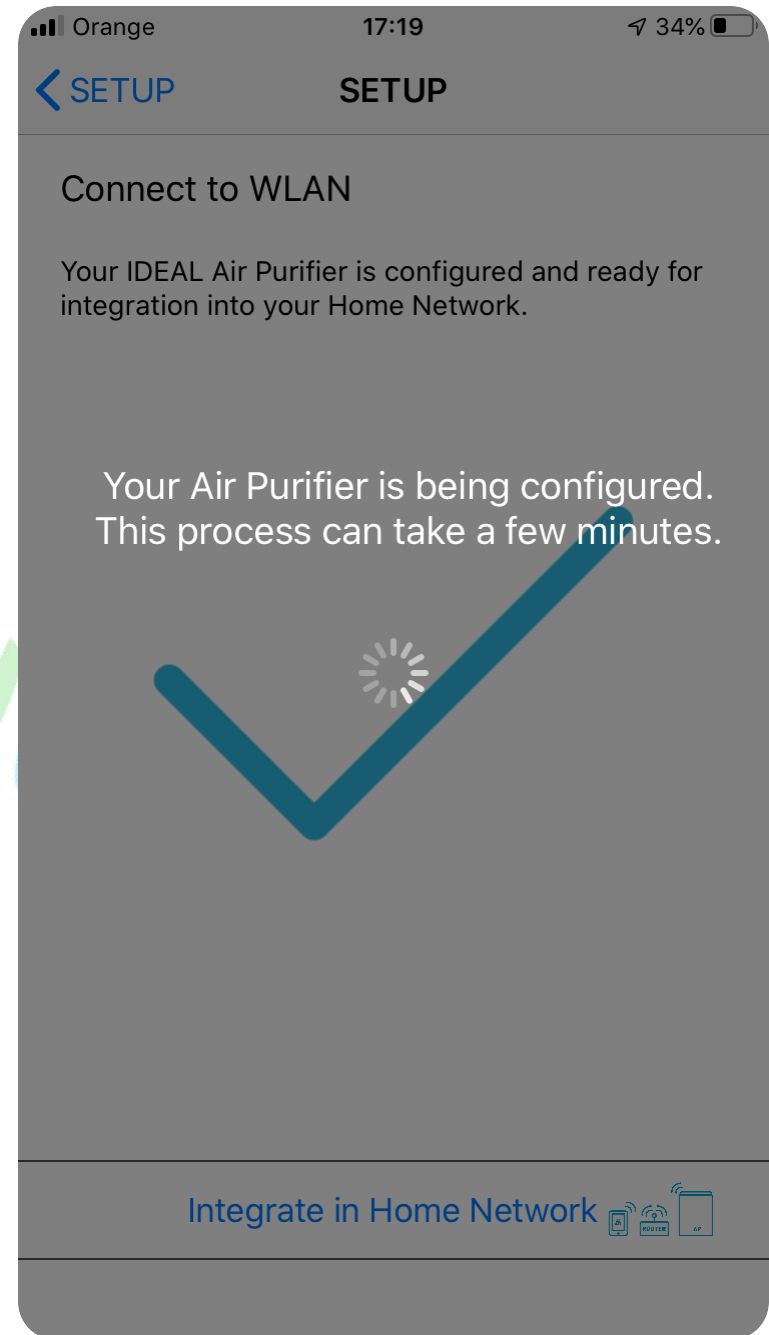 Orange 17:19 34%
SETUP SETUP
Connect to WLAN
Your IDEAL Air Purifier is configured and ready for
integration into your Home Network.
Your Air Purifier is being configured.
This process can take a few minutes.
Integrate in Home Network
ROUTER AP